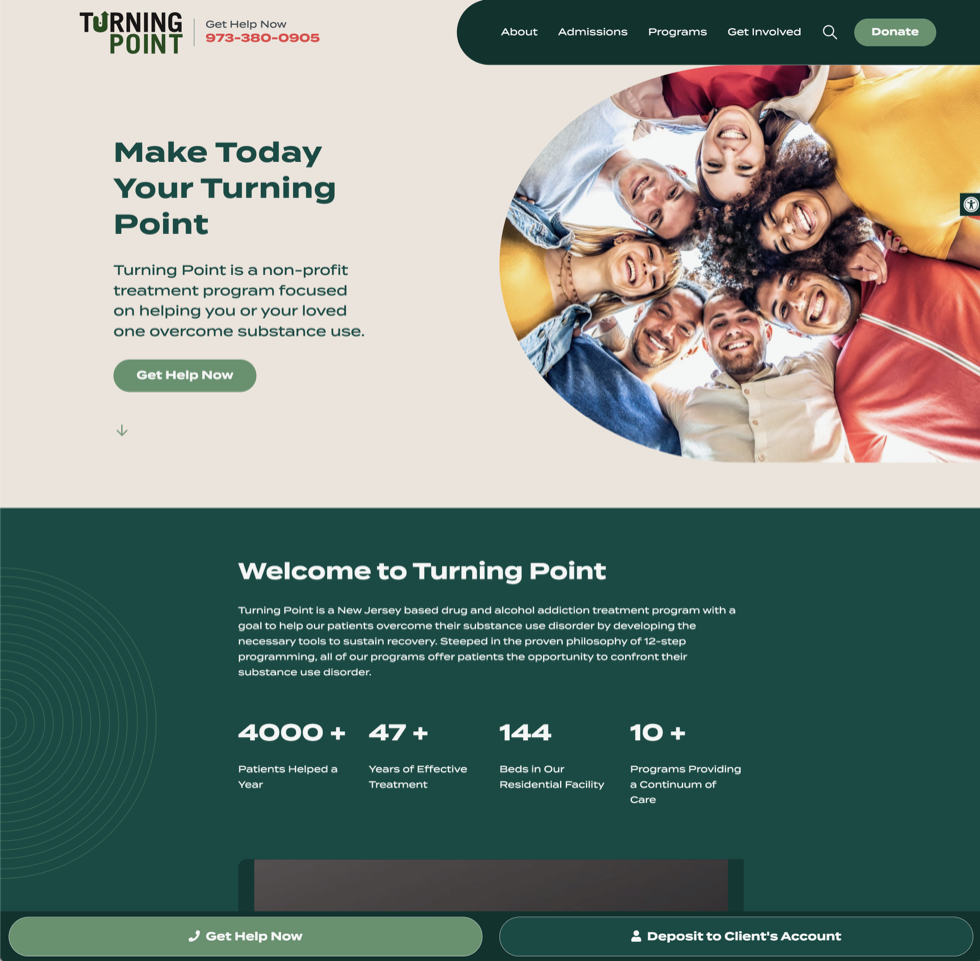 TURNING
POINT
Get Help Now
973-380-0905
About Admissions Programs Get Involved Donate
Make Today
Your Turning
Point
Turning Point is a non-profit
treatment program focused
on helping you or your loved
one overcome substance use.
Get Help Now
Welcome to Turning Point
Turning Point is a New Jersey based drug and alcohol addiction treatment program with a
goal to help our patients overcome their substance use disorder by developing the
necessary tools to sustain recovery. Steeped in the proven philosophy of 12-step
programming, all of our programs offer patients the opportunity to confront their
substance use disorder.
4000 +
Patients Helped a
Year
47 +
Years of Effective
Treatment
144
Beds in Our
Residential Facility
10 +
Programs Providing
a Continuum of
Care
Get Help Now
Deposit to Client's Account